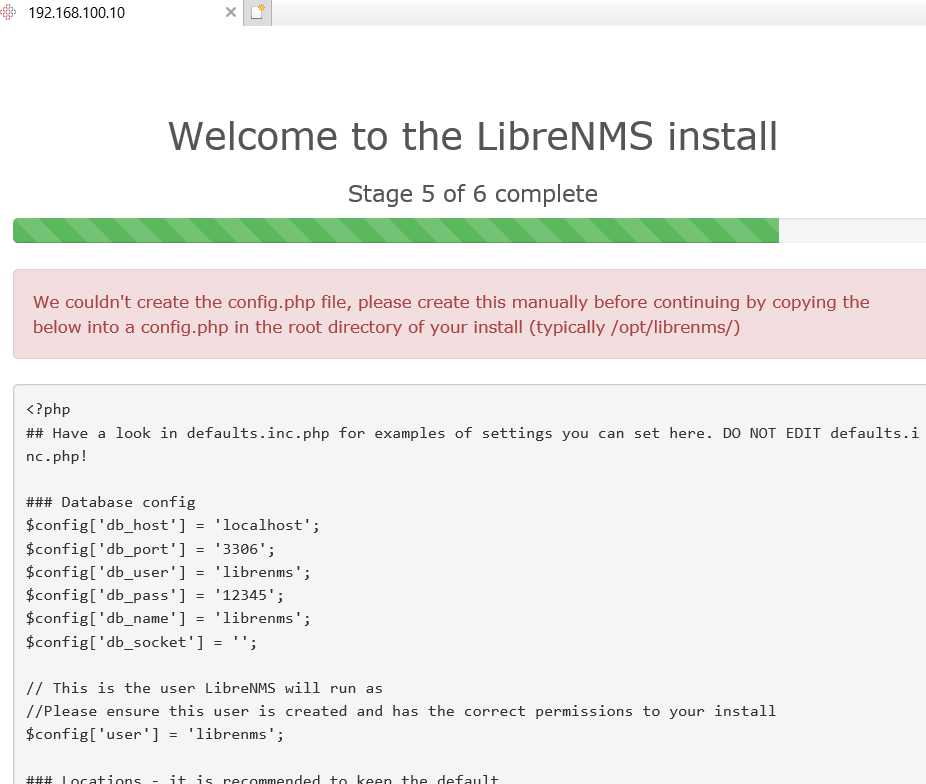 192.168.100.10
Welcome to the LibreNMS install
Stage 5 of 6 complete
We couldn't create the config.php file, please create this manually before continuing by copying the
below into a config.php in the root directory of your install (typically /opt/librenms/)
<?php
## Have a look in defaults.inc.php for examples of settings you can set here. DO NOT EDIT defaults.i
nc.php!
### Database config
$config['db_host'] = 'localhost';
$config['db_port'] = '3306';
$config['db_user'] = 'librenms';
$config['db_pass'] = '12345';
$config['db_name'] = 'librenms';
$config['db_socket'] = '';
// This is the user LibreNMS will run as
//Please ensure this user is created and has the correct permissions to your install
$config['user'] = 'librenms';
### Locations - it is recommended to keep the default